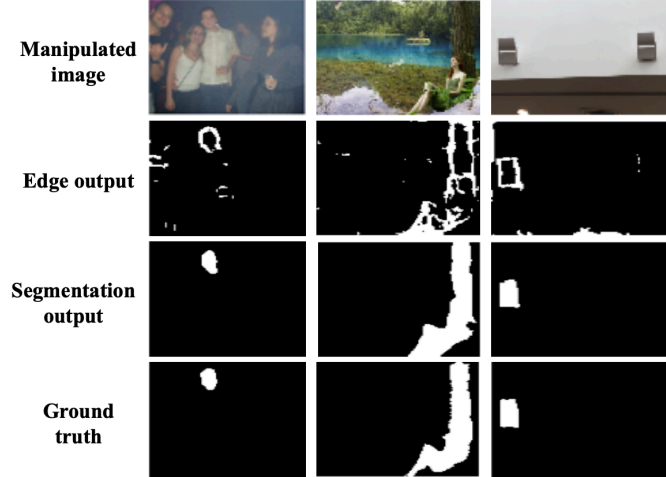 Manipulated
image
Edge output
Segmentation
output
Ground
truth